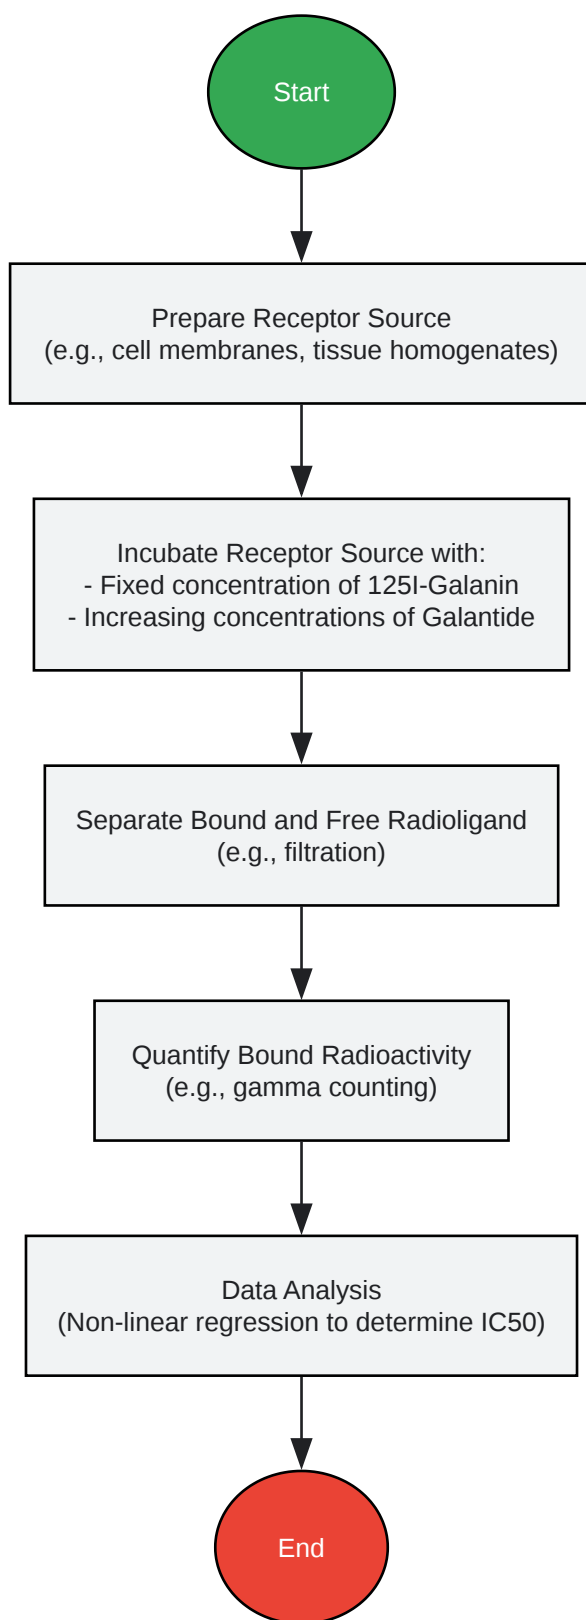 Start
Prepare Receptor Source
(e.g., cell membranes, tissue homogenates)
Incubate Receptor Source with:
- Fixed concentration of 125I-Galanin
- Increasing concentrations of Galantide
Separate Bound and Free Radioligand
(e.g., filtration)
Quantify Bound Radioactivity
(e.g., gamma counting)
Data Analysis
(Non-linear regression to determine IC50)
End